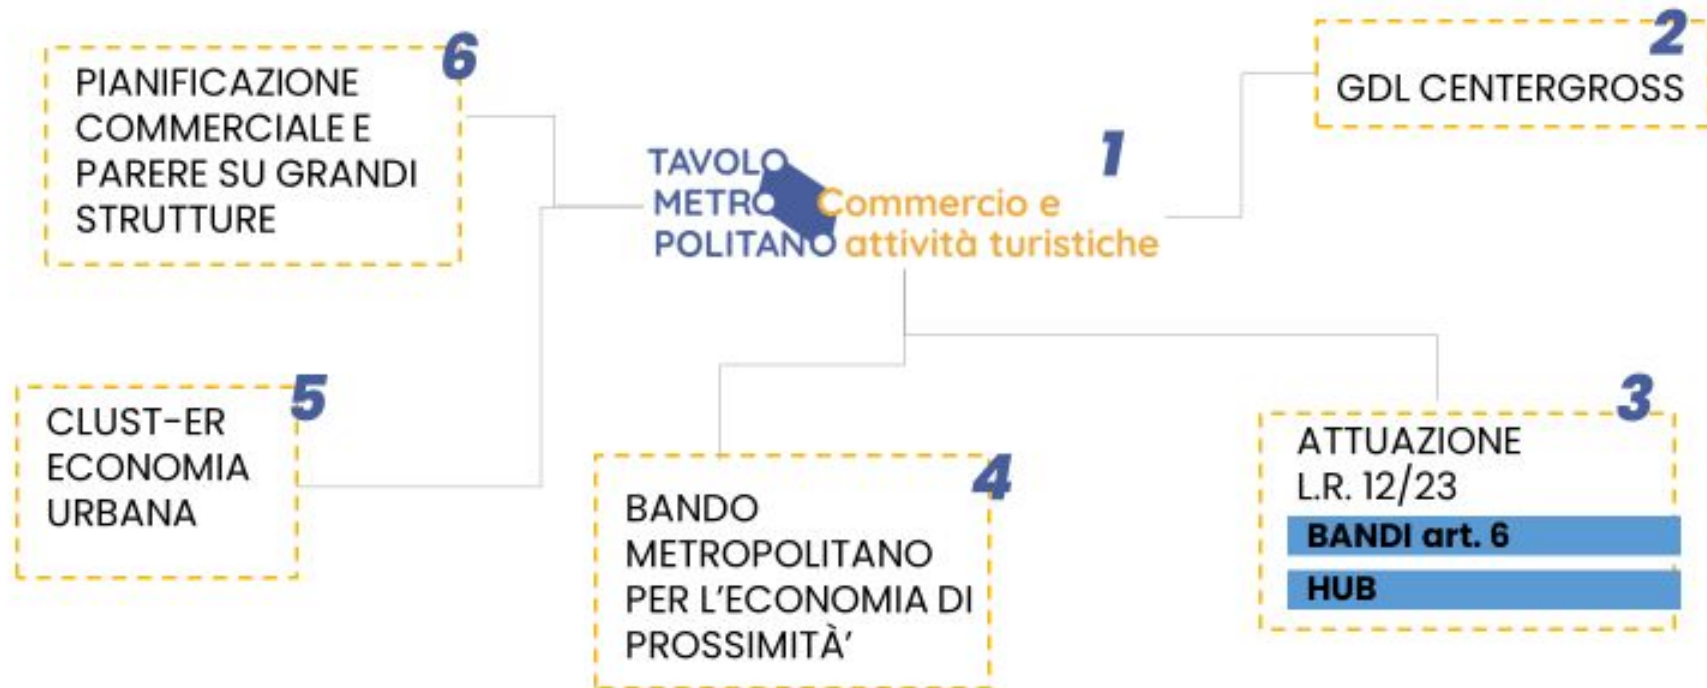 1
TAVOLO
METRO
POLITANO
Commercio e
attività turistiche
2
GDL CENTERGROSS
3
ATTUAZIONE
L.R. 12/23
BANDI art. 6
HUB
4
BANDO
METROPOLITANO
PER L'ECONOMIA DI
PROSSIMITÀ'
5
CLUST-ER
ECONOMIA
URBANA
6
PIANIFICAZIONE
COMMERCIALE E
PARERE SU GRANDI
STRUTTURE